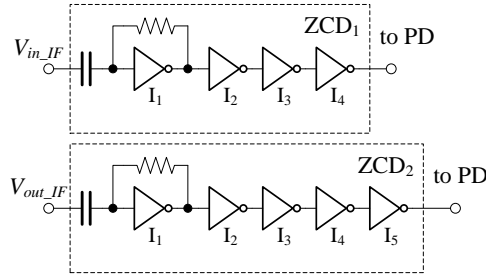 ZCD₁
to PD
V_in_IF
I₁ I₂ I₃ I₄
ZCD₂
to PD
V_out_IF
I₁ I₂ I₃ I₄ I₅